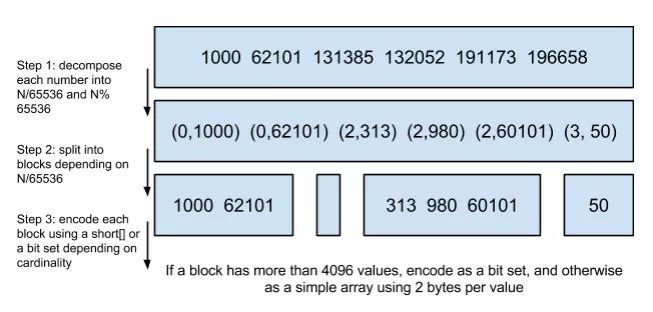 1000 62101 131385 132052 191173 196658
Step 1: decompose
each number into
N/65536 and N%
65536
(0,1000) (0,62101) (2,313) (2,980) (2,60101) (3, 50)
Step 2: split into
blocks depending on
N/65536
1000 62101
313 980 60101
50
Step 3: encode each
block using a short[] or
a bit set depending on
cardinality
If a block has more than 4096 values, encode as a bit set, and otherwise
as a simple array using 2 bytes per value